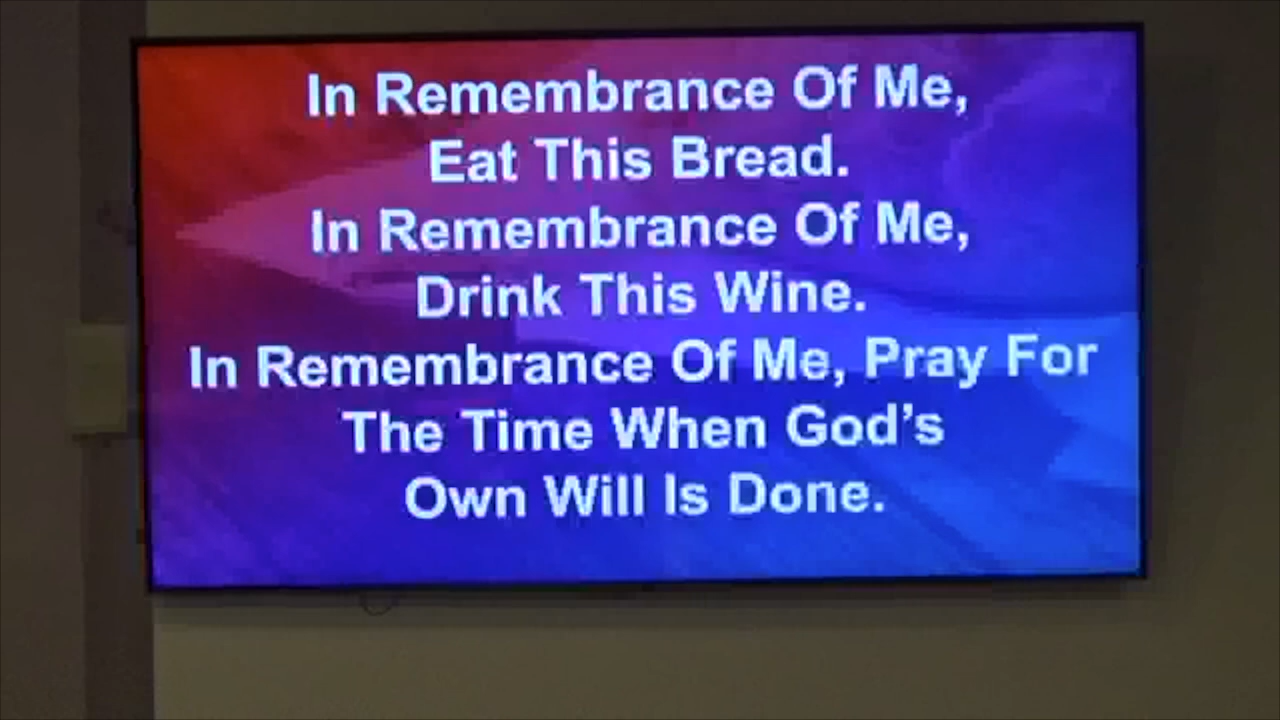 In Remembrance Of Me,
Eat This Bread.
In Remembrance Of Me,
Drink This Wine.
In Remembrance Of Me, Pray For
The Time When God’s
Own Will Is Done.